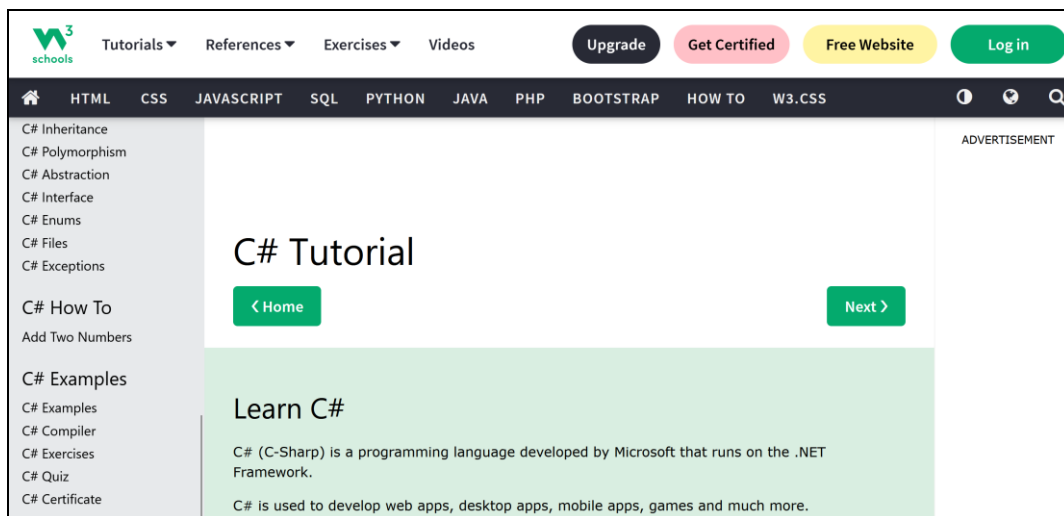 W3
schools
Tutorials References Exercises Videos Upgrade Get Certified Free Website Log in
HTML CSS JAVASCRIPT SQL PYTHON JAVA PHP BOOTSTRAP HOW TO W3.CSS
C# Inheritance
C# Polymorphism
C# Abstraction
C# Interface
C# Enums
C# Files
C# Exceptions
C# How To
Add Two Numbers
C# Examples
C# Examples
C# Compiler
C# Exercises
C# Quiz
C# Certificate
C# Tutorial
❮ Home
Next ❯
Learn C#
C# (C-Sharp) is a programming language developed by Microsoft that runs on the .NET
Framework.
C# is used to develop web apps, desktop apps, mobile apps, games and much more.
ADVERTISEMENT